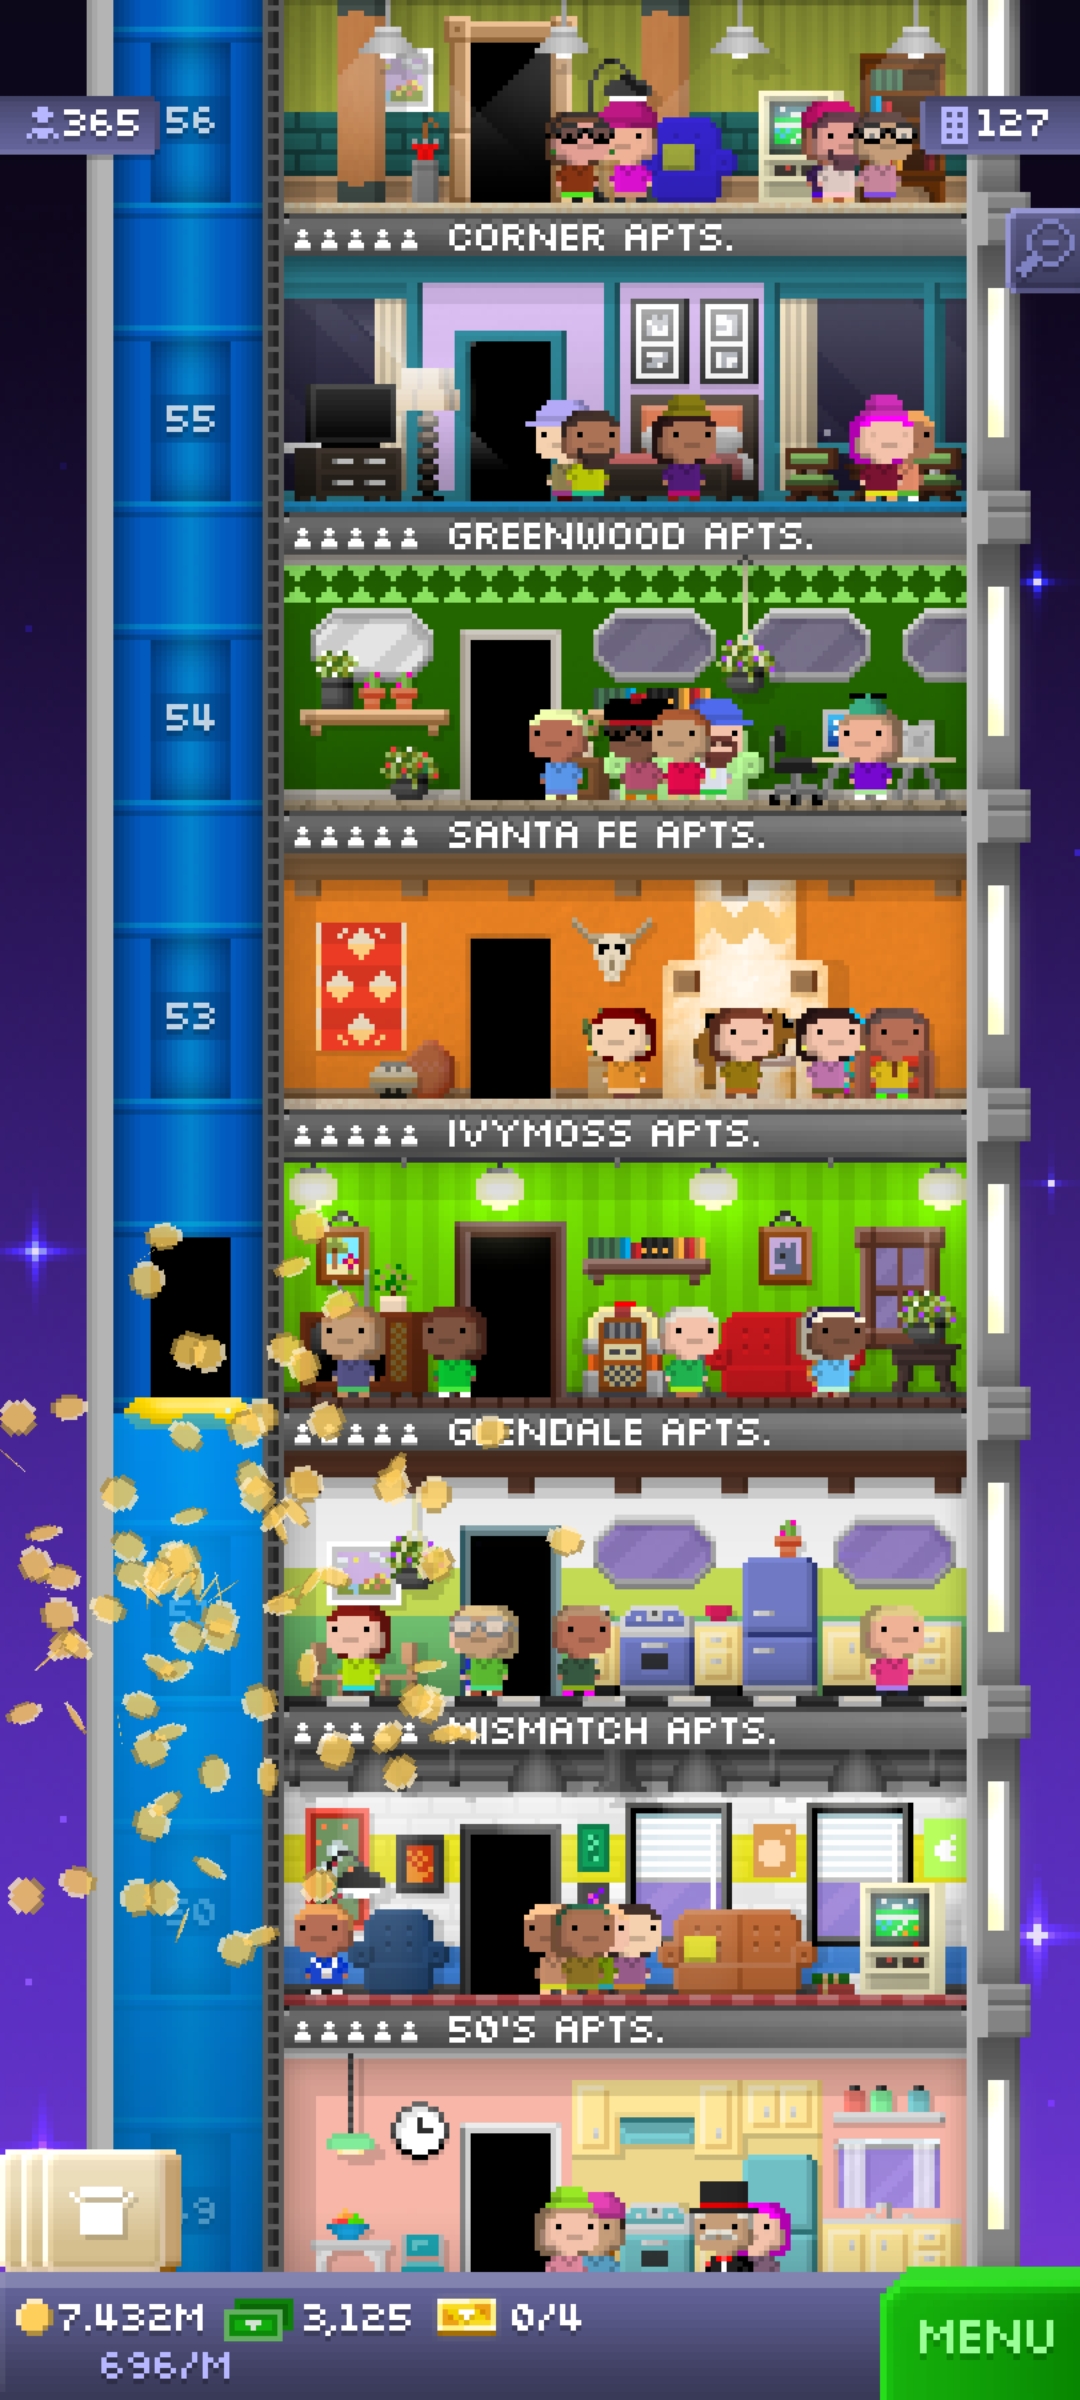 365
56
127
CORNER APTS.
55
GREENWOOD APTS.
54
SANTA FE APTS.
53
IVYMOSS APTS.
APTS.
MISMATCH APTS.
50
50'S APTS.
7.432M
3,125
0/4
696/M
MENU